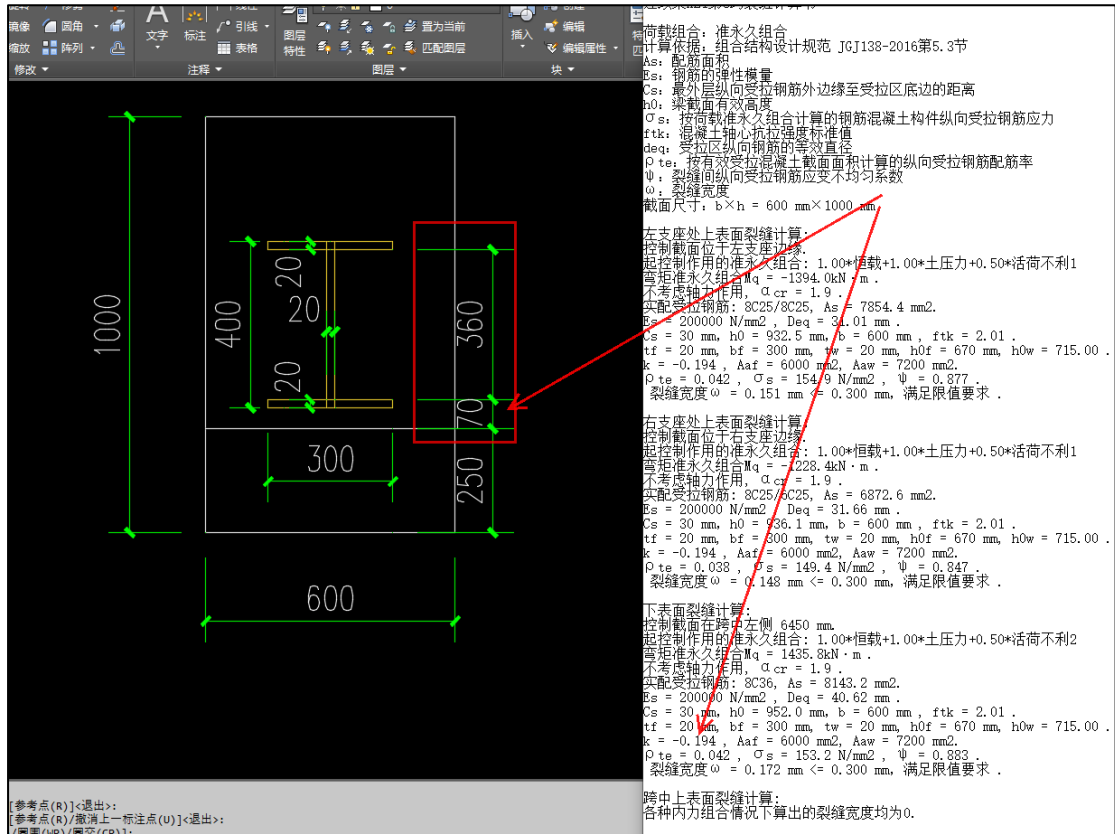 镜像
圆角
缩放
阵列
修改
文字
标注
引线
表格
注释
图层
特性
置为当前
匹配图层
图层
插入
编辑
编辑属性
块
1000
400
20
20
20
360
70
300
250
600
[参考点(R)]<退出>:
[参考点(R)/撤消上一标注点(U)]<退出>:
荷载组合: 准永久组合
计算依据: 组合结构设计规范 JGJ138-2016第5.3节
As: 配筋面积
Es: 钢筋的弹性模量
Cs: 最外层纵向受拉钢筋外边缘至受拉区底边的距离
h0: 梁截面有效高度
σs: 按荷载准永久组合计算的钢筋混凝土构件纵向受拉钢筋应力
ftk: 混凝土轴心抗拉强度标准值
deq: 受拉区纵向钢筋的等效直径
ρte: 按有效受拉混凝土截面面积计算的纵向受拉钢筋配筋率
ψ: 裂缝间纵向受拉钢筋应变不均匀系数
ω: 裂缝宽度
截面尺寸: b×h = 600 mm×1000 mm
左支座处上表面裂缝计算:
控制截面位于左支座边缘.
起控制作用的准永久组合: 1.00*恒载+1.00*土压力+0.50*活荷不利1
弯矩准永久组合Mq = -1394.0kN·m .
不考虑轴力作用, αcr = 1.9 .
实配受拉钢筋: 8C25/8C25, As = 7854.4 mm2.
Es = 200000 N/mm2 , Deq = 31.01 mm .
Cs = 30 mm, h0 = 932.5 mm, b = 600 mm , ftk = 2.01 .
tf = 20 mm, bf = 300 mm, tw = 20 mm, h0f = 670 mm, h0w = 715.00 .
k = -0.194 , Aaf = 6000 mm2, Aaw = 7200 mm2.
ρte = 0.042 , σs = 154.9 N/mm2 , ψ = 0.877 .
裂缝宽度ω = 0.151 mm <= 0.300 mm, 满足限值要求 .
右支座处上表面裂缝计算:
控制截面位于右支座边缘.
起控制作用的准永久组合: 1.00*恒载+1.00*土压力+0.50*活荷不利1
弯矩准永久组合Mq = -1228.4kN·m .
不考虑轴力作用, αcr = 1.9 .
实配受拉钢筋: 8C25/6C25, As = 6872.6 mm2.
Es = 200000 N/mm2 , Deq = 31.66 mm .
Cs = 30 mm, h0 = 936.1 mm, b = 600 mm , ftk = 2.01 .
tf = 20 mm, bf = 300 mm, tw = 20 mm, h0f = 670 mm, h0w = 715.00 .
k = -0.194 , Aaf = 6000 mm2, Aaw = 7200 mm2.
ρte = 0.038 , σs = 149.4 N/mm2 , ψ = 0.847 .
裂缝宽度ω = 0.148 mm <= 0.300 mm, 满足限值要求 .
下表面裂缝计算:
控制截面在跨中左侧 6450 mm.
起控制作用的准永久组合: 1.00*恒载+1.00*土压力+0.50*活荷不利2
弯矩准永久组合Mq = 1435.8kN·m .
不考虑轴力作用, αcr = 1.9 .
实配受拉钢筋: 8C36, As = 8143.2 mm2.
Es = 200000 N/mm2 , Deq = 40.62 mm .
Cs = 30 mm, h0 = 952.0 mm, b = 600 mm , ftk = 2.01 .
tf = 20 mm, bf = 300 mm, tw = 20 mm, h0f = 670 mm, h0w = 715.00 .
k = -0.194 , Aaf = 6000 mm2, Aaw = 7200 mm2.
ρte = 0.042 , σs = 153.2 N/mm2 , ψ = 0.883 .
裂缝宽度ω = 0.172 mm <= 0.300 mm, 满足限值要求 .
跨中上表面裂缝计算:
各种内力组合情况下算出的裂缝宽度均为0.